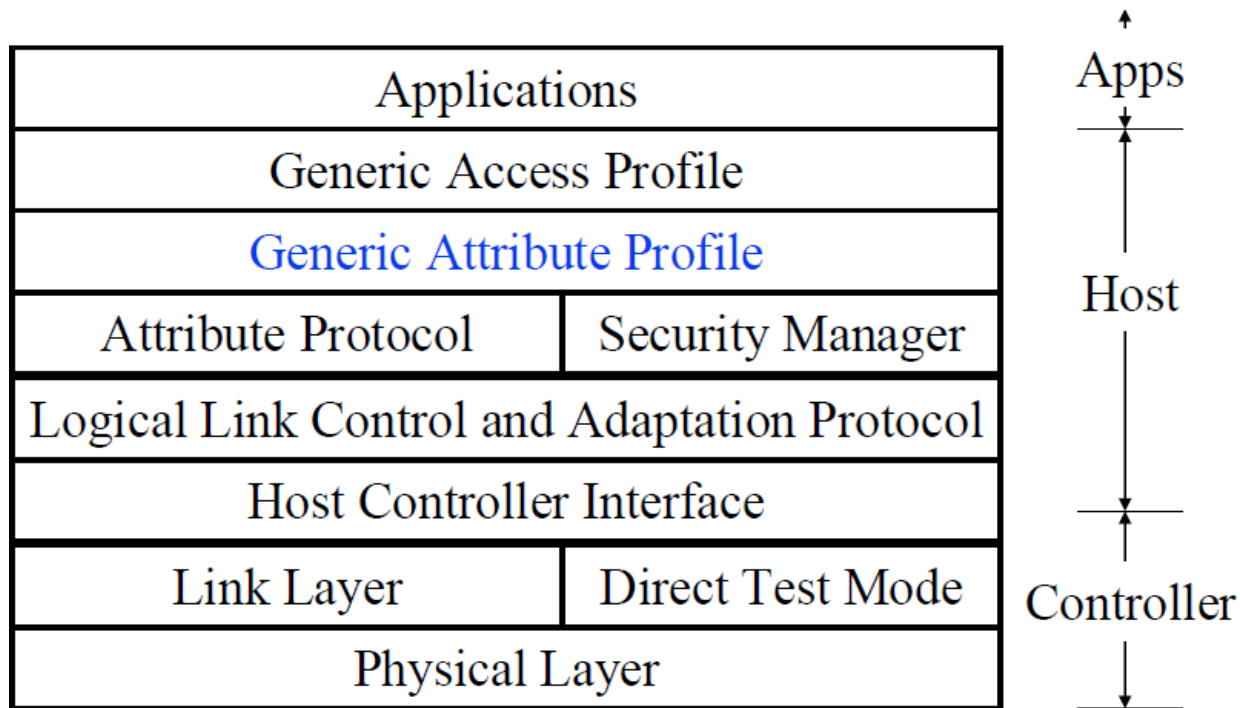 Applications
Generic Access Profile
Generic Attribute Profile
Attribute Protocol
Security Manager
Logical Link Control and Adaptation Protocol
Host Controller Interface
Link Layer
Direct Test Mode
Physical Layer
Apps
Host
Controller